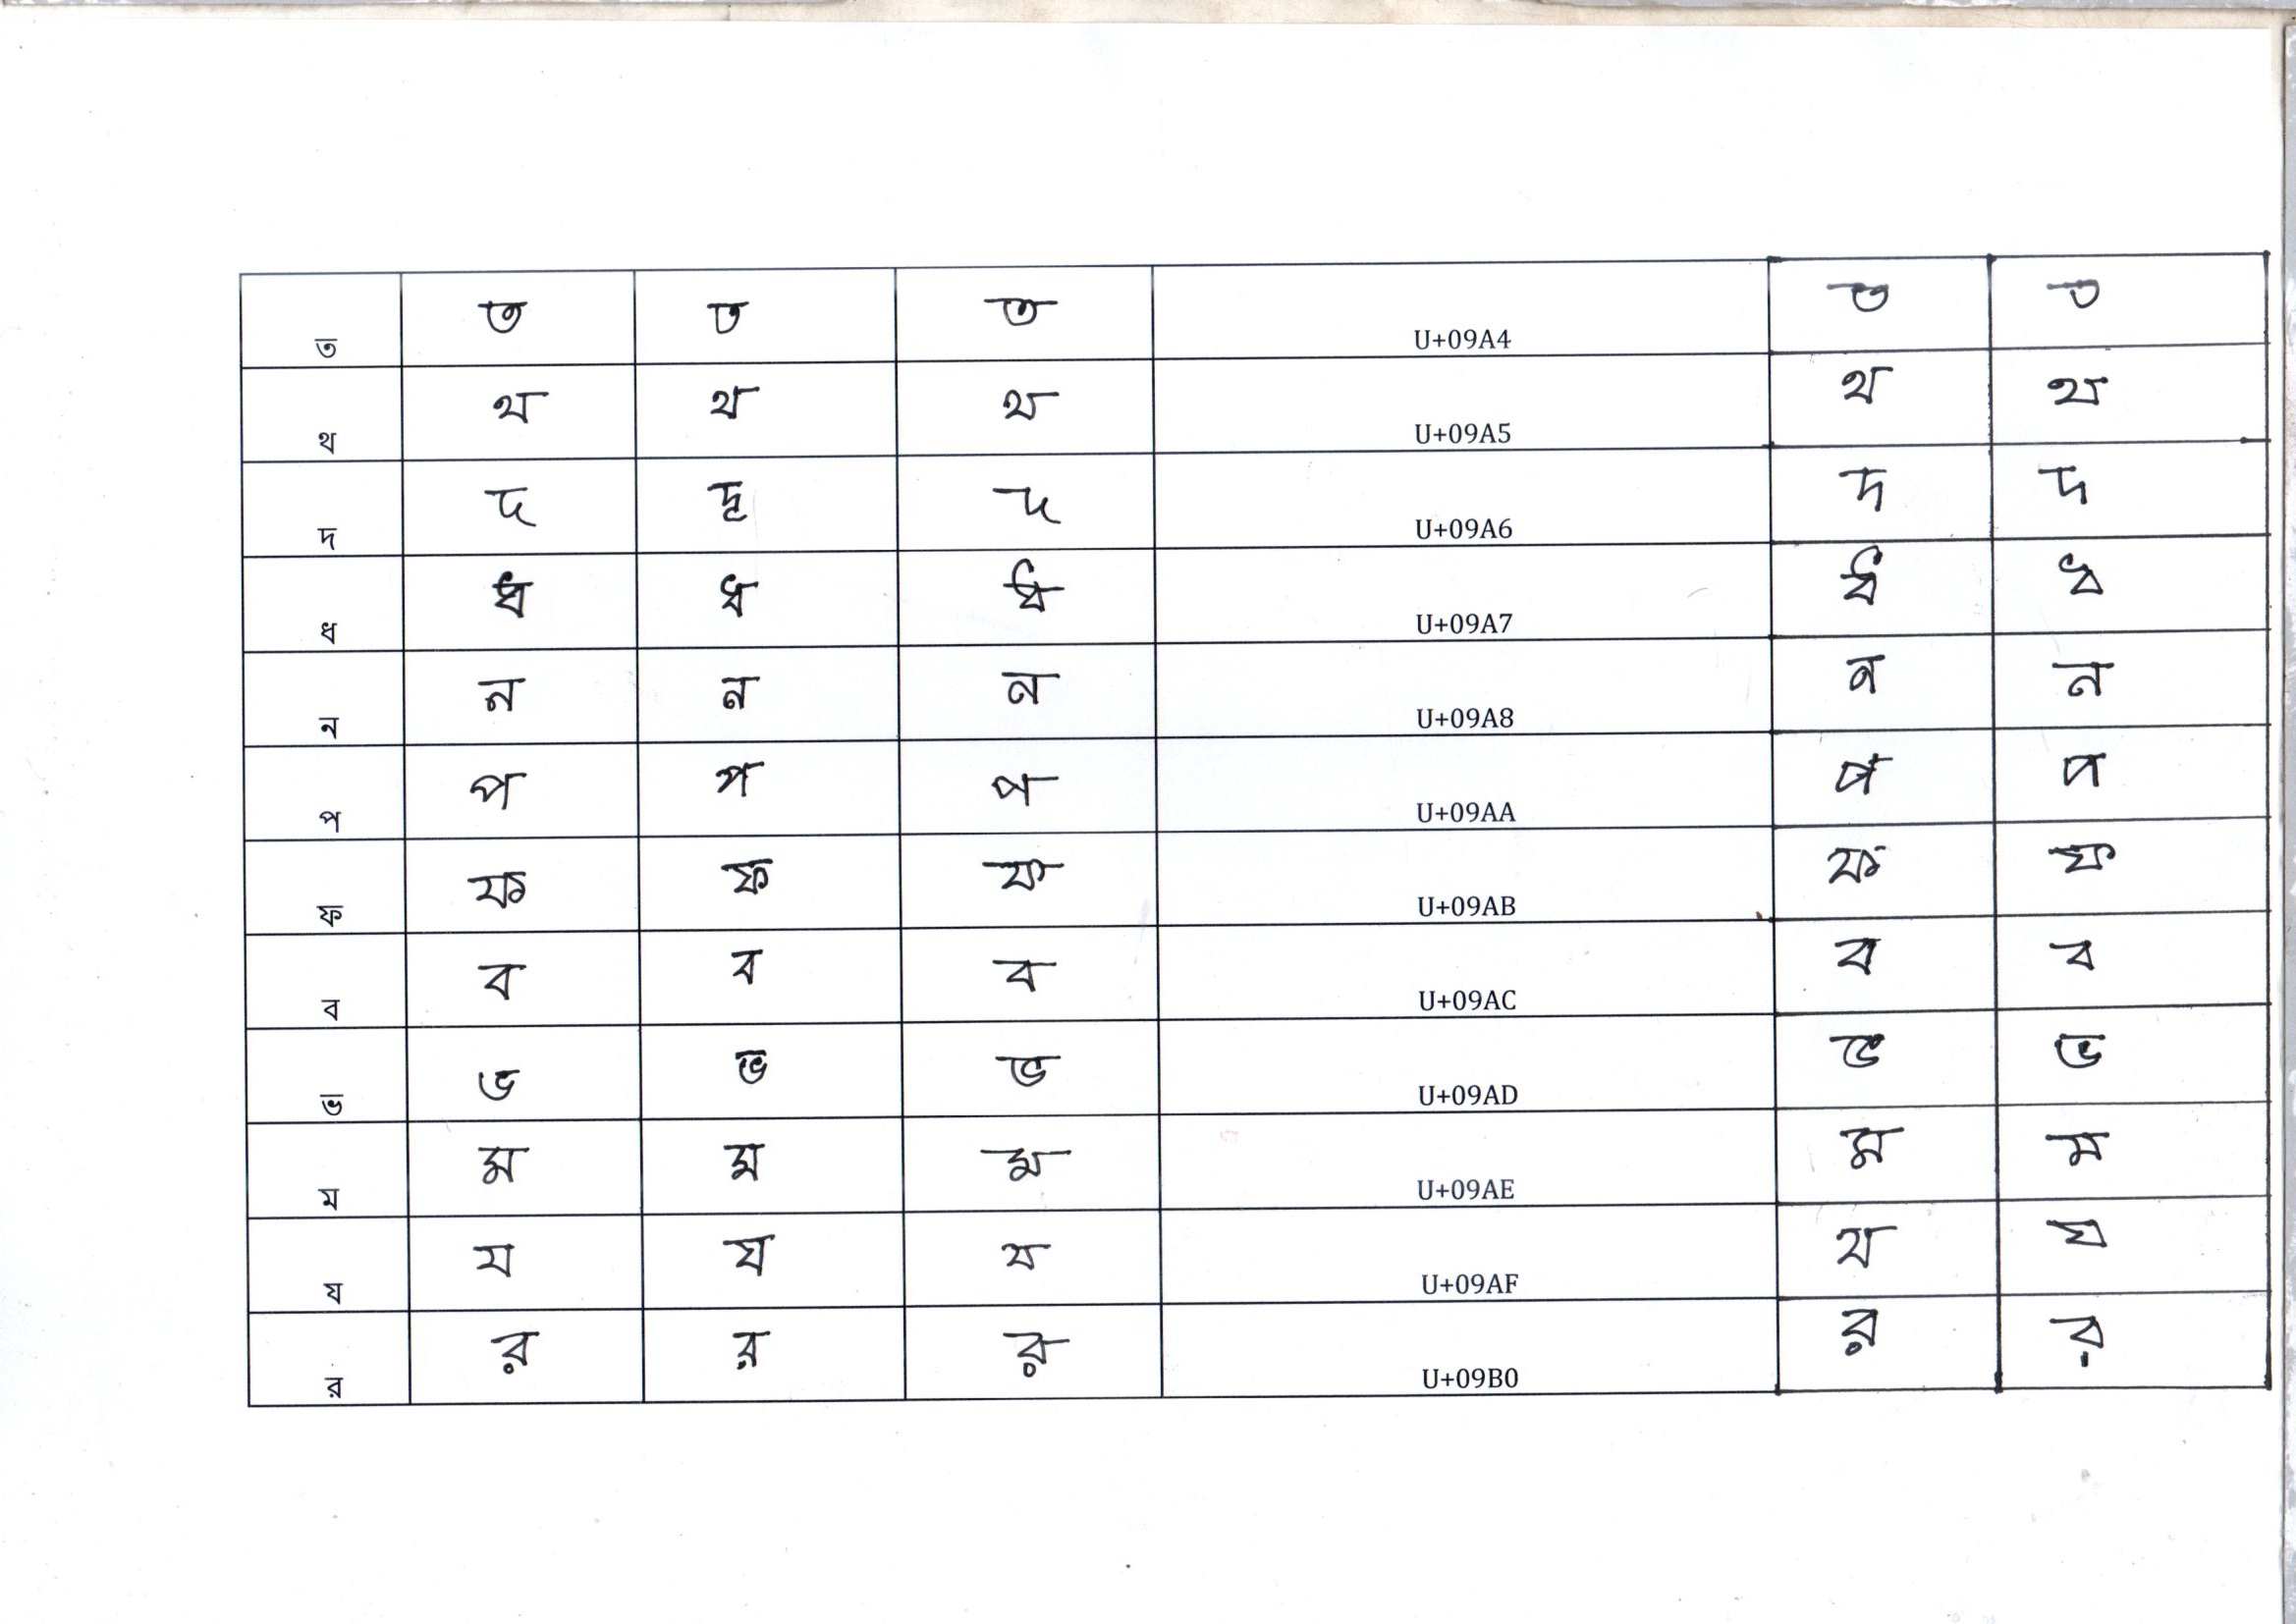 ত ত ত ত U+09A4 ত ত
থ থ থ থ U+09A5 থ থ
দ দ দৃ দ U+09A6 দ দ
ধ ধ ধ ধ U+09A7 ধ ধ
ন ন ন ন U+09A8 ন ন
প প প প U+09AA প প
ফ ফ ফ ফ U+09AB ফ ফ
ব ব ব ব U+09AC ব ব
ভ ভ ভ ভ U+09AD ভ ভ
ম ম ম ম U+09AE ম ম
য য য য U+09AF য য
র র র র U+09B0 র র